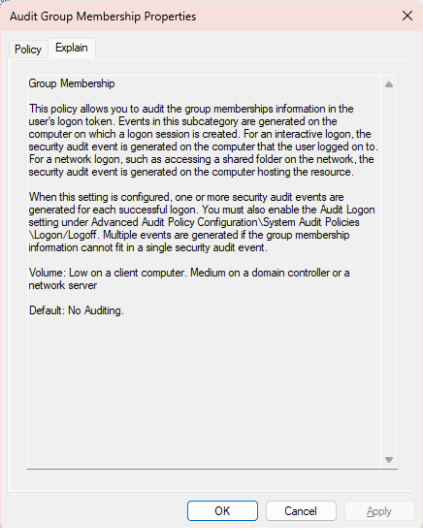 Audit Group Membership Properties
Policy
Explain
Group Membership
This policy allows you to audit the group memberships information in the
user's logon token. Events in this subcategory are generated on the
computer on which a logon session is created. For an interactive logon, the
security audit event is generated on the computer that the user logged on to.
For a network logon, such as accessing a shared folder on the network, the
security audit event is generated on the computer hosting the resource.
When this setting is configured, one or more security audit events are
generated for each successful logon. You must also enable the Audit Logon
setting under Advanced Audit Policy Configuration\System Audit Policies
\Logon/Logoff. Multiple events are generated if the group membership
information cannot fit in a single security audit event.
Volume: Low on a client computer. Medium on a domain controller or a
network server
Default: No Auditing.
OK
Cancel
Apply